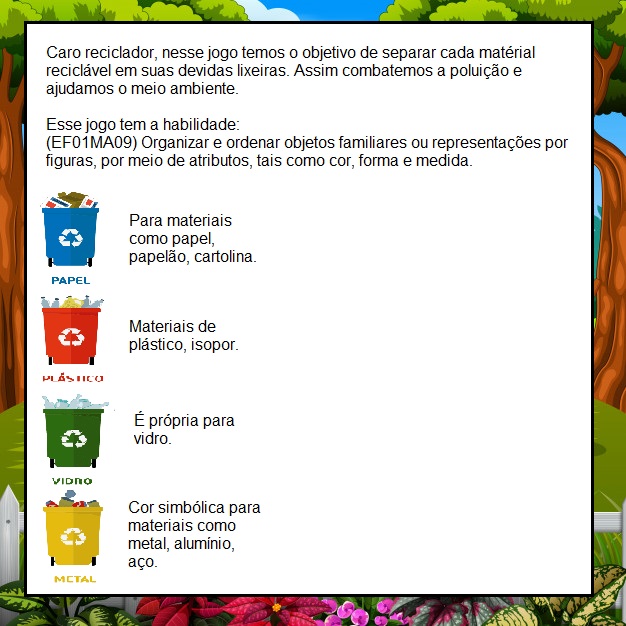 Caro reciclador, nesse jogo temos o objetivo de separar cada matérial
reciclável em suas devidas lixeiras. Assim combatemos a poluição e
ajudamos o meio ambiente.
Esse jogo tem a habilidade:
(EF01MA09) Organizar e ordenar objetos familiares ou representações por
figuras, por meio de atributos, tais como cor, forma e medida.
Para materiais
como papel,
papelão, cartolina.
PAPEL
Materiais de
plástico, isopor.
PLÁSTICO
É própria para
vidro.
VIDRO
Cor simbólica para
materiais como
metal, alumínio,
aço.
METAL